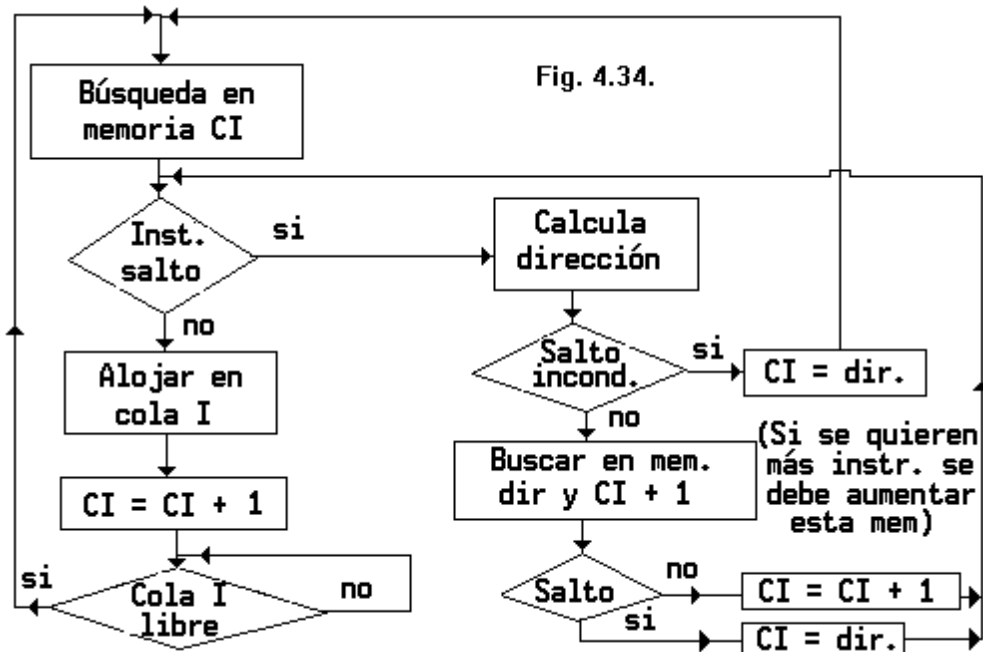 Fig. 4.34.
Búsqueda en
memoria CI
Inst.
salto
si
no
Alojar en
cola I
CI = CI + 1
Cola I
libre
si
no
Calcula
dirección
Salto
incond.
si
CI = dir.
no
Buscar en mem.
dir y CI + 1
(Si se quieren
más instr. se
debe aumentar
esta mem)
Salto
no
CI = CI + 1
si
CI = dir.